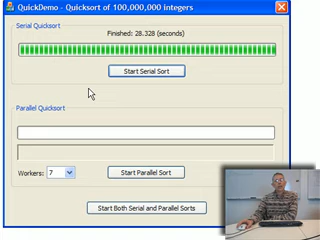 QuickDemo - Quicksort of 100,000,000 integers
Serial Quicksort
Finished: 28.328 (seconds)
Start Serial Sort
Parallel Quicksort
Workers: 7
Start Parallel Sort
Start Both Serial and Parallel Sorts